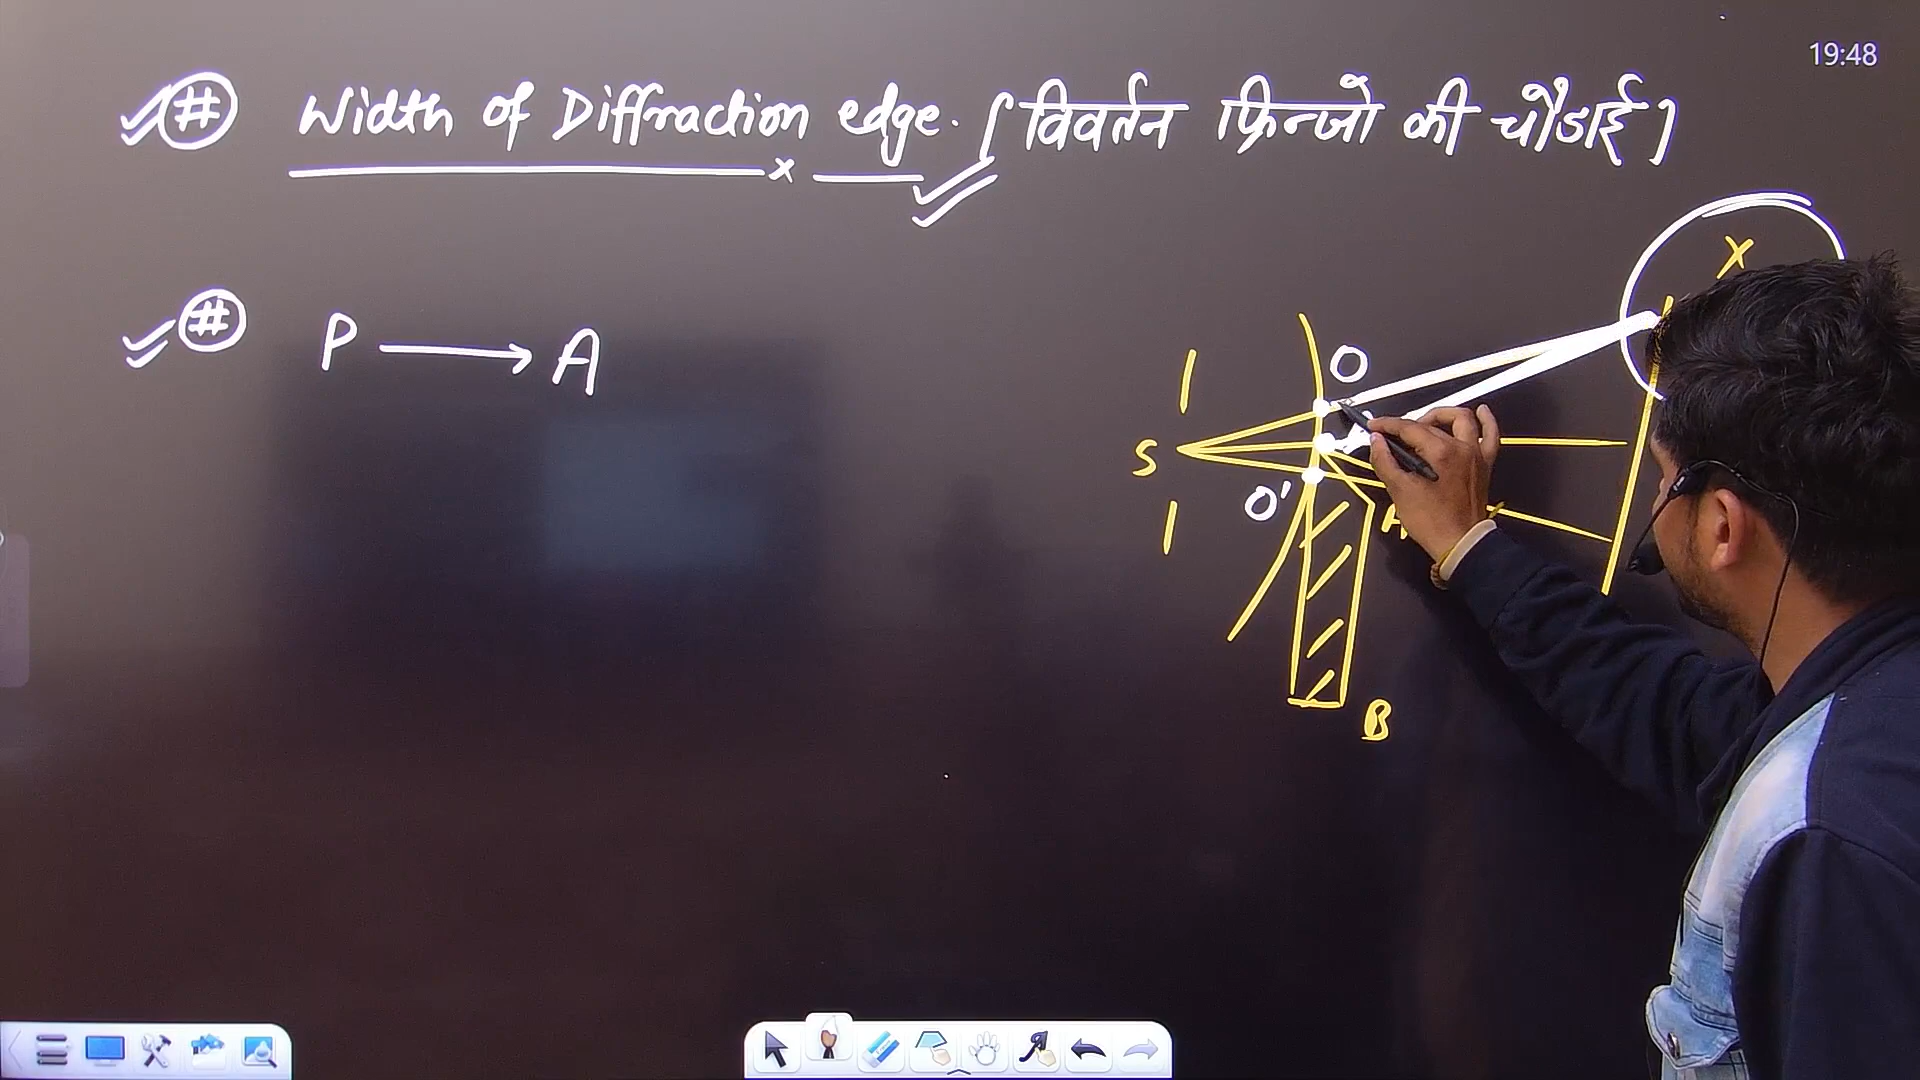 19:48
# Width of Diffraction edge. [विवर्तन फ्रिन्जो की चौडाई]
# P → A
X
O
S
O'
A
B